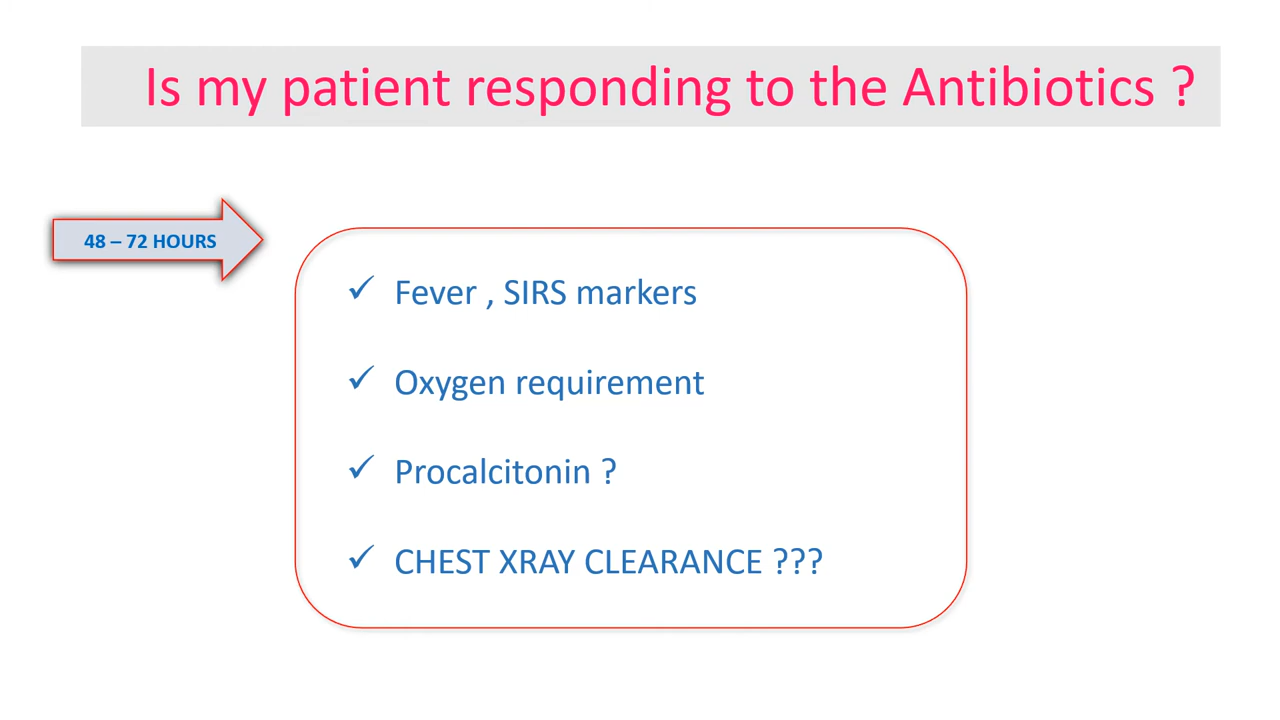 Is my patient responding to the Antibiotics ?
48 – 72 HOURS
✓ Fever , SIRS markers
✓ Oxygen requirement
✓ Procalcitonin ?
✓ CHEST XRAY CLEARANCE ???